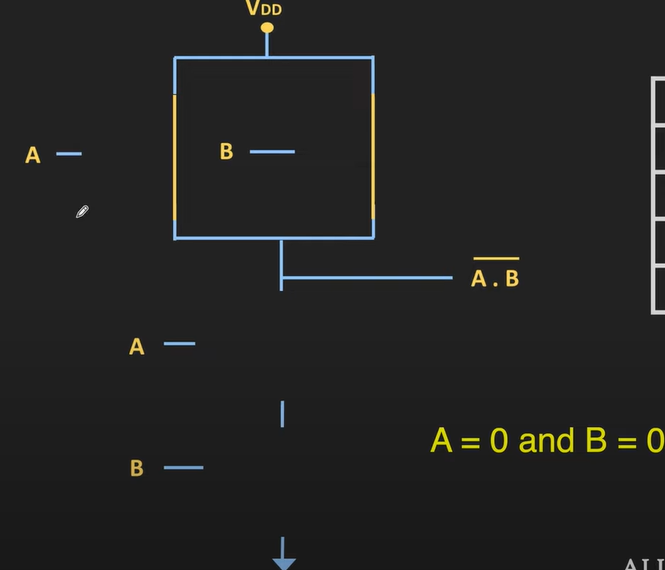 VDD
A
B
A . B
A
B
A = 0 and B = 0